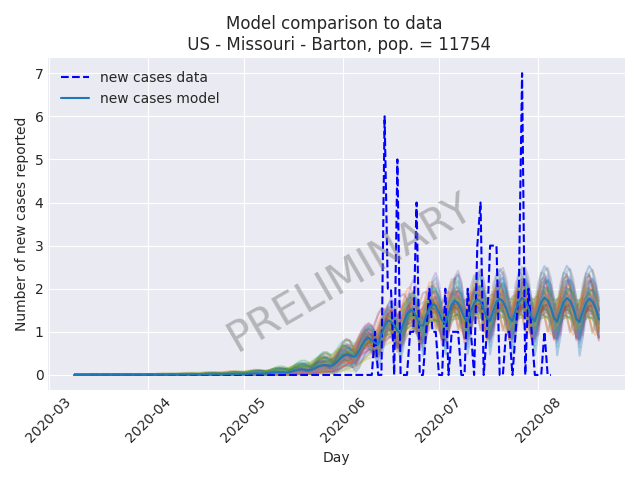 Model comparison to data
US - Missouri - Barton, pop. = 11754
new cases data
new cases model
7
6
5
4
3
2
1
0
Number of new cases reported
PRELIMINARY
2020-03
2020-04
2020-05
2020-06
2020-07
2020-08
Day